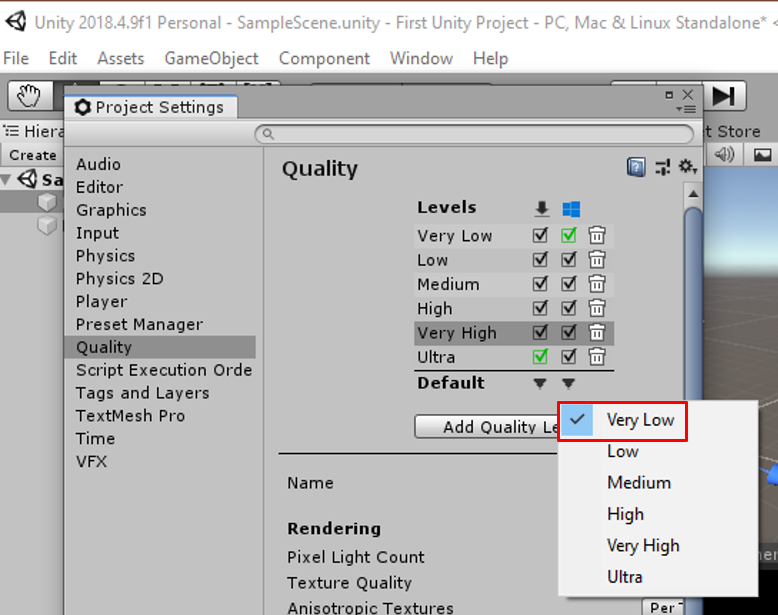 Unity 2018.4.9f1 Personal - SampleScene.unity - First Unity Project - PC, Mac & Linux Standalone*
File Edit Assets GameObject Component Window Help
Project Settings
Hiera
Create
Sa
Store
Audio
Editor
Graphics
Input
Physics
Physics 2D
Player
Preset Manager
Quality
Script Execution Orde
Tags and Layers
TextMesh Pro
Time
VFX
Quality
Levels
Very Low
Low
Medium
High
Very High
Ultra
Default
Add Quality Le
Very Low
Low
Medium
High
Very High
Ultra
Name
Rendering
Pixel Light Count
Texture Quality
Anisotropic Textures
Per T